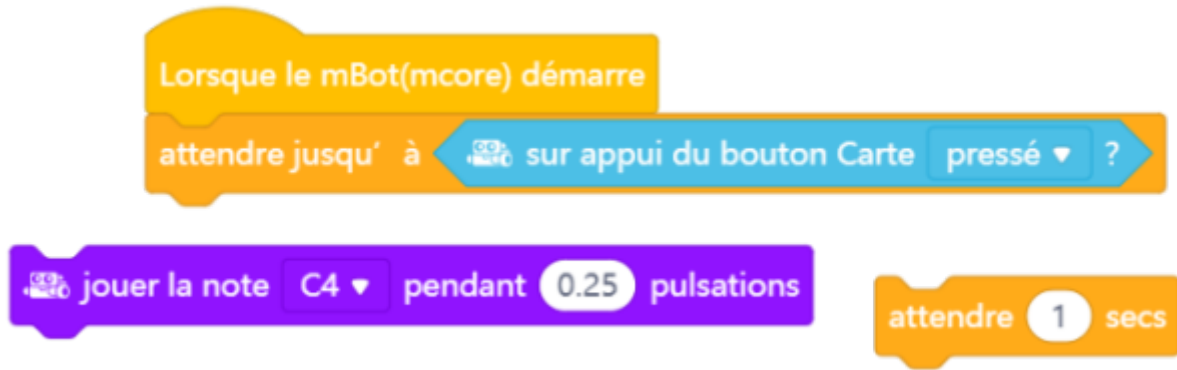 Lorsque le mBot(mcore) démarre
attendre jusqu' à sur appui du bouton Carte pressé ?
jouer la note C4 pendant 0.25 pulsations
attendre 1 secs